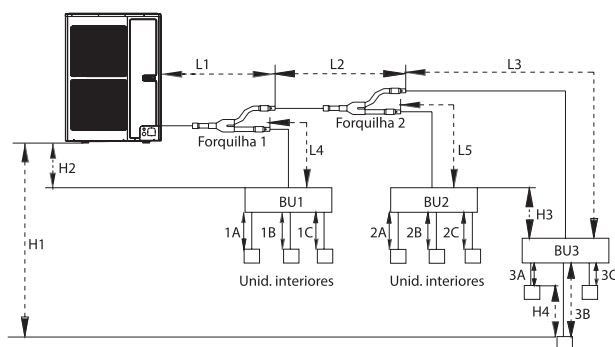 L1
L2
L3
Forquilha 1
Forquilha 2
L4
L5
H2
H1
BU1
BU2
H3
BU3
1A
1B
1C
2A
2B
2C
3A
3C
H4
3B
Unid. interiores
Unid. interiores